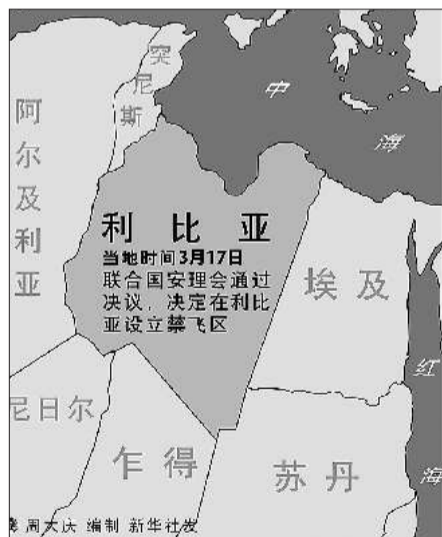 突尼斯
中海
阿尔及利亚
利比亚
当地时间3月17日
联合国安理会通过
决议，决定在利比
亚设立禁飞区
埃及
红海
尼日尔
乍得
苏丹
周大庆 编制 新华社发